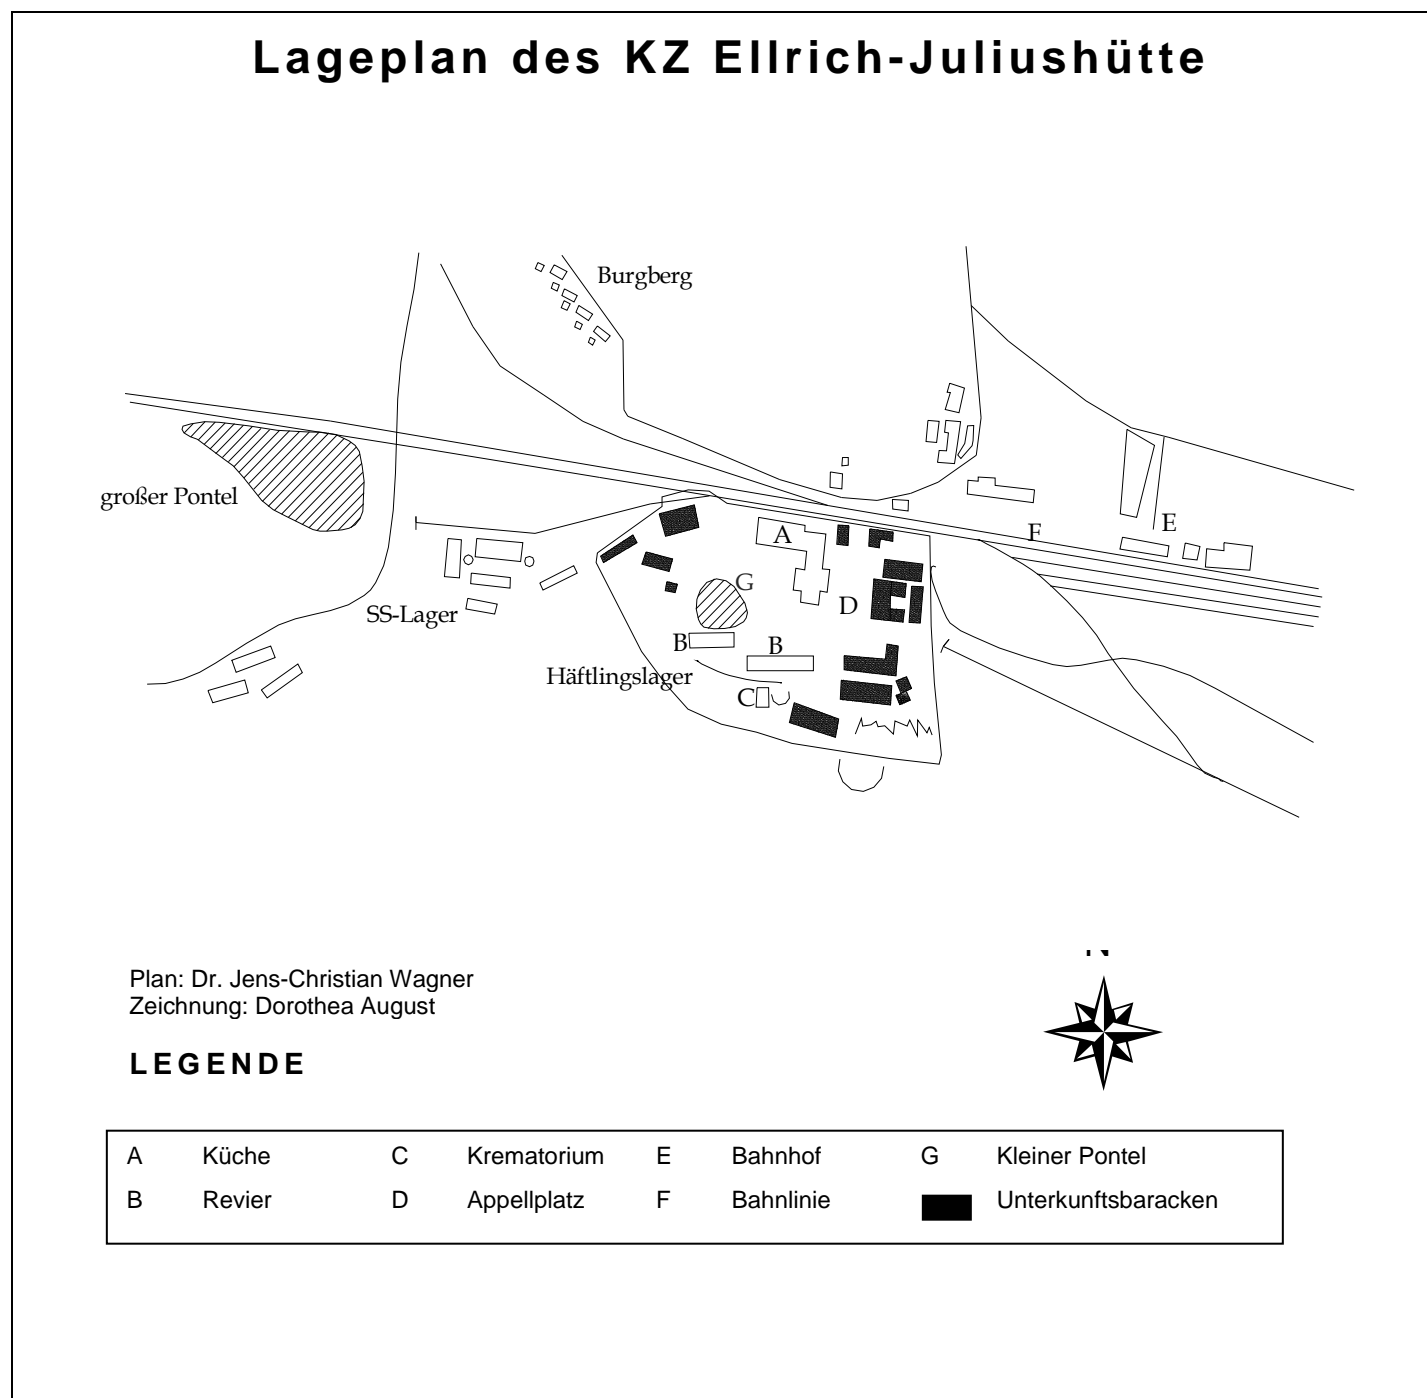 Lageplan des KZ Ellrich-Juliushütte
Burgberg
großer Pontel
E
F
A
G
D
SS-Lager
B
B
Häftlingslager
C
Plan: Dr. Jens-Christian Wagner
Zeichnung: Dorothea August
N
LEGENDE
A Küche C Krematorium E Bahnhof G Kleiner Pontel
B Revier D Appellplatz F Bahnlinie Unterkunftsbaracken